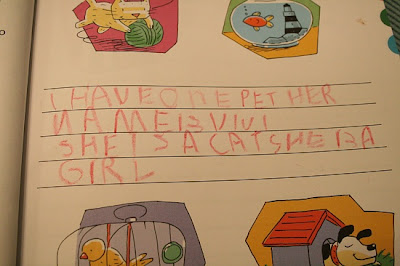 I HAVE ONE PET HER
NAME IS VIVI
SHE IS A CAT SHE IS A
GIRL